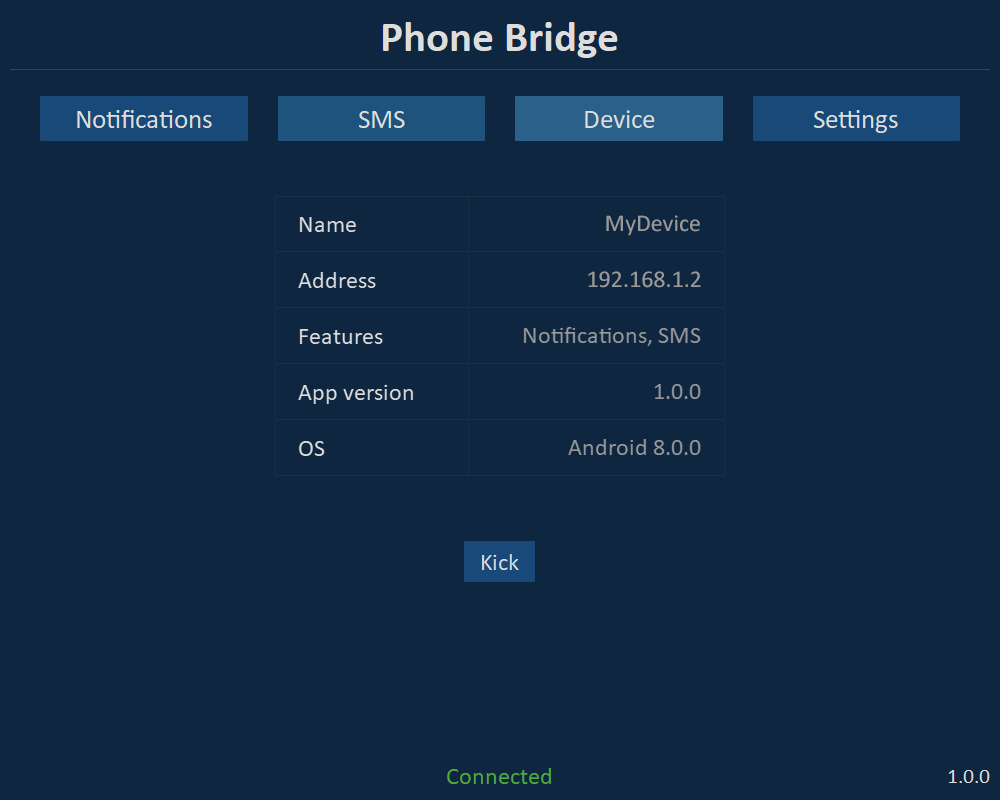 Phone Bridge
Notifications SMS Device Settings
Name MyDevice
Address 192.168.1.2
Features Notifications, SMS
App version 1.0.0
OS Android 8.0.0
Kick
Connected 1.0.0